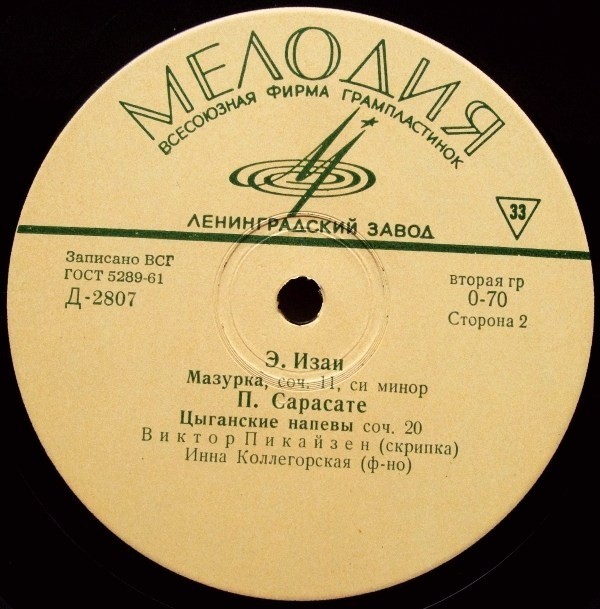 МЕЛОДИЯ
ВСЕСОЮЗНАЯ ФИРМА ГРАМПЛАСТИНОК
ЛЕНИНГРАДСКИЙ ЗАВОД
33
Записано ВСГ
ГОСТ 5289-61
Д-2807
вторая гр
0-70
Сторона 2
Э. Изаи
Мазурка, соч. 11, си минор
П. Сарасате
Цыганские напевы соч. 20
Виктор Пикайзен (скрипка)
Инна Коллегорская (ф-но)